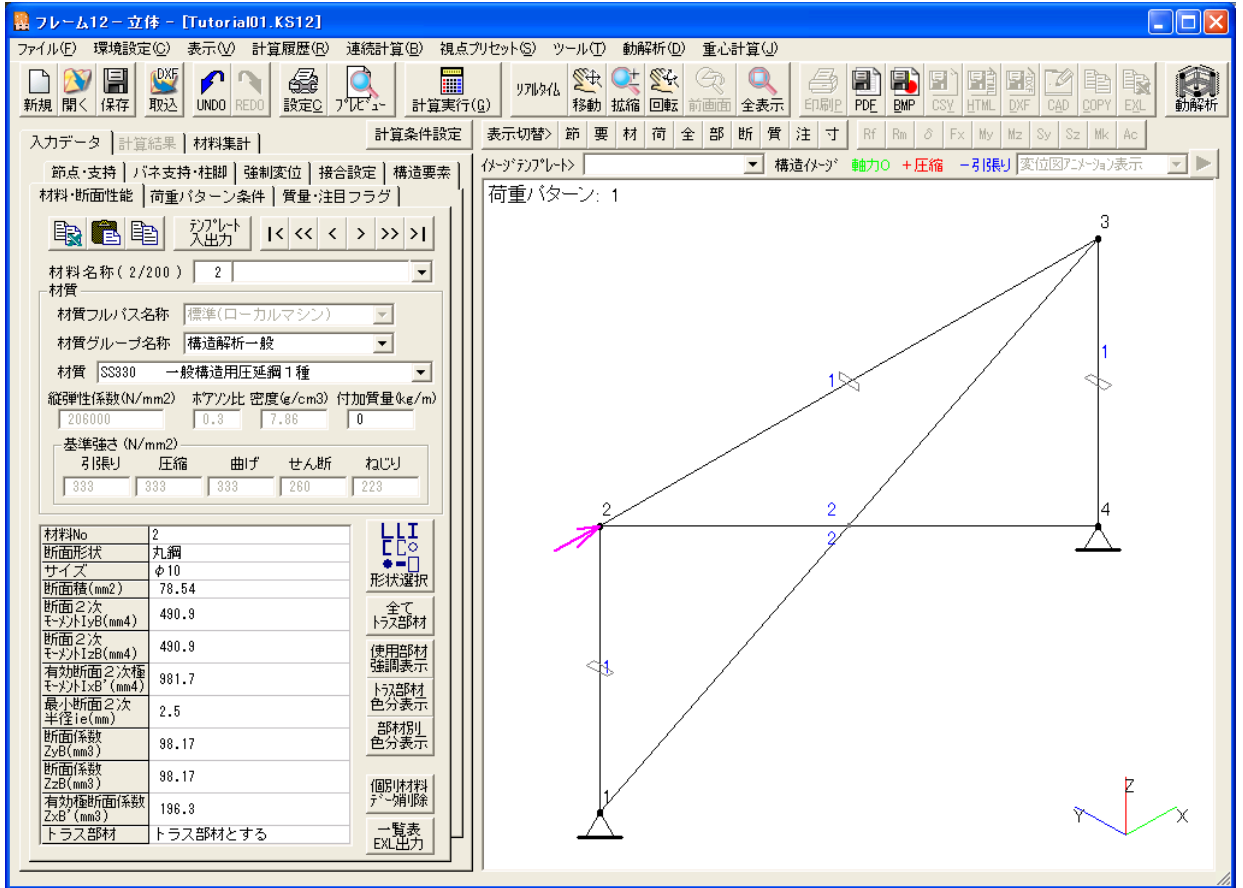 フレーム12－立体 － [Tutorial01.KS12]
ファイル(F) 環境設定(C) 表示(V) 計算履歴(R) 連続計算(B) 視点プリセット(S) ツール(T) 動解析(D) 重心計算(J)
新規 開く 保存 取込 UNDO REDO 設定C プレビュー 計算実行(G) リアルタイム 移動 拡縮 回転 前画面 全表示 印刷P PDF BMP CSV HTML DXF CAD COPY EXL 動解析
入力データ 計算結果 材料集計 計算条件設定 表示切替> 節 要 材 荷 全 部 断 質 注 寸 Rf Rm δ Fx My Mz Sy Sz Mk Ac
節点・支持 バネ支持・柱脚 強制変位 接合設定 構造要素 イメージテンプレート> 構造イメージ 軸力0 +圧縮 -引張り 変位図アニメーション表示
材料・断面性能 荷重パターン条件 質量・注目フラグ
荷重パターン: 1
テンプレート入出力 |< << < > >> >|
材料名称(2/200) 2
材質
材質フルパス名称 標準(ローカルマシン)
材質グループ名称 構造解析一般
材質 SS330 一般構造用圧延鋼1種
縦弾性係数(N/mm2) ポアソン比 密度(g/cm3) 付加質量(kg/m)
206000 0.3 7.86 0
基準強さ(N/mm2)
引張り 圧縮 曲げ せん断 ねじり
333 333 333 260 223
材料No 2
断面形状 丸鋼
サイズ φ10
断面積(mm2) 78.54
断面2次モーメントIyB(mm4) 490.9
断面2次モーメントIzB(mm4) 490.9
有効断面2次極モーメントIxB'(mm4) 981.7
最小断面2次半径ie(mm) 2.5
断面係数ZyB(mm3) 98.17
断面係数ZzB(mm3) 98.17
有効極断面係数ZxB'(mm3) 196.3
トラス部材 トラス部材とする
形状選択
全てトラス部材
使用部材強調表示
トラス部材色分表示
部材別色分表示
個別材料データ削除
一覧表EXL出力
3
1
1
2
2
4
2
1
1
Z
Y
X